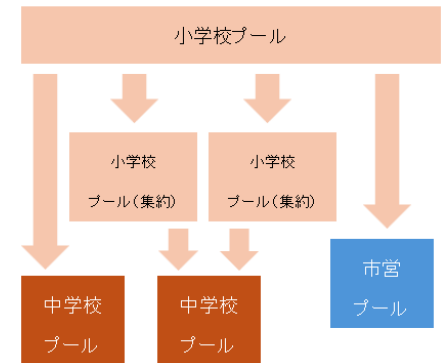 小学校プール
小学校
プール(集約)
小学校
プール(集約)
市営
プール
中学校
プール
中学校
プール